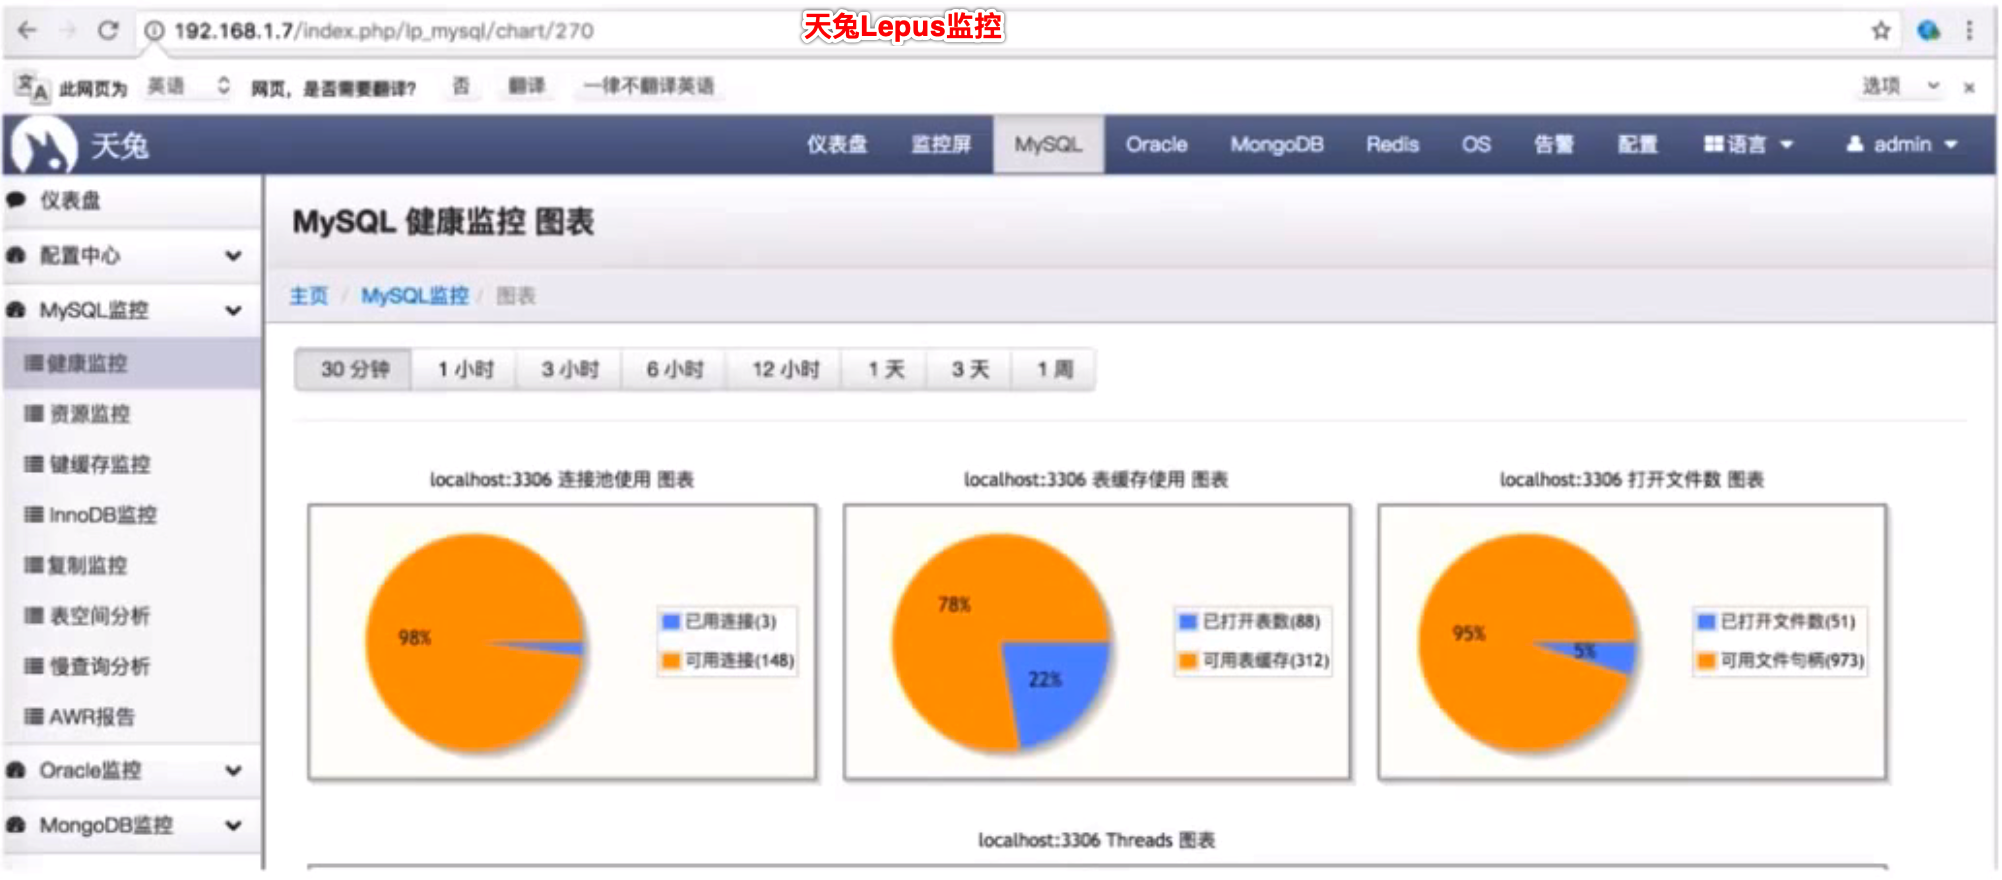 192.168.1.7/index.php/lp_mysql/chart/270
天兔Lepus监控
此网页为 英语 网页，是否需要翻译? 否 翻译 一律不翻译英语 选项
天兔 仪表盘 监控屏 MySQL Oracle MongoDB Redis OS 告警 配置 语言 admin
仪表盘
配置中心
MySQL监控
健康监控
资源监控
键缓存监控
InnoDB监控
复制监控
表空间分析
慢查询分析
AWR报告
Oracle监控
MongoDB监控
MySQL 健康监控 图表
主页 / MySQL监控 / 图表
30 分钟 1 小时 3 小时 6 小时 12 小时 1 天 3 天 1 周
localhost:3306 连接池使用 图表
98%
已用连接(3)
可用连接(148)
localhost:3306 表缓存使用 图表
78%
22%
已打开表数(88)
可用表缓存(312)
localhost:3306 打开文件数 图表
95%
5%
已打开文件数(51)
可用文件句柄(973)
localhost:3306 Threads 图表